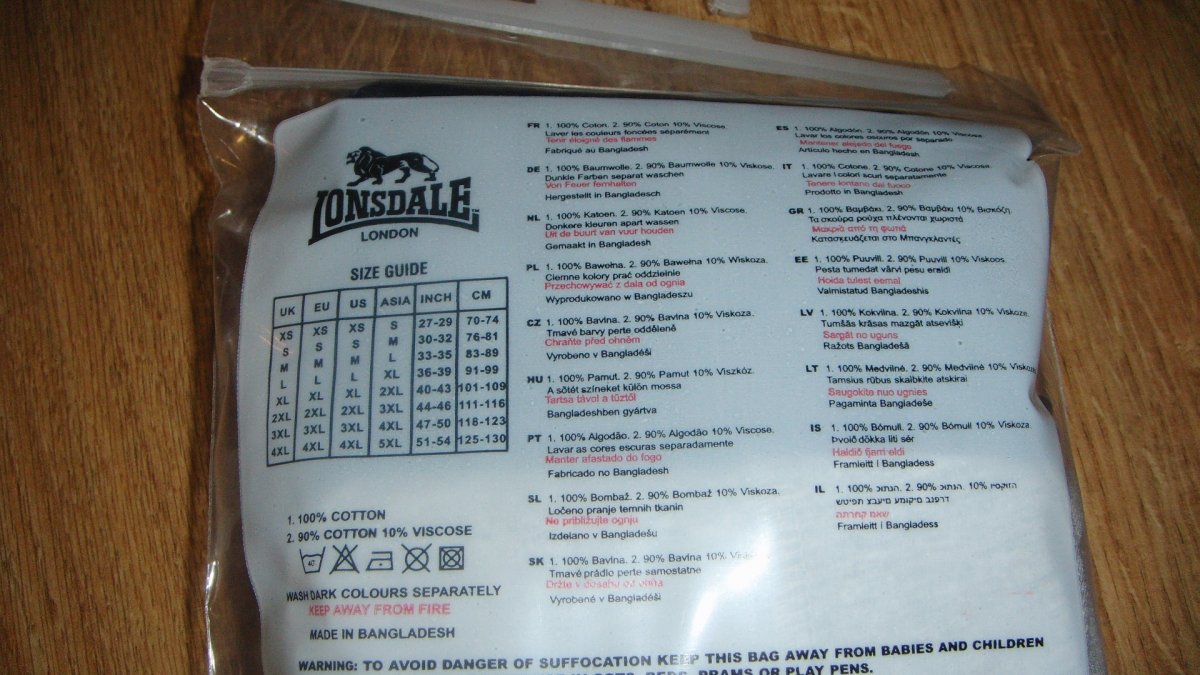 LONSDALE
LONDON
SIZE GUIDE
UK EU US ASIA INCH CM
XS XS XS S 27-29 70-74
S S S M 30-32 76-81
M M M L 33-35 83-89
L L L XL 36-39 91-99
XL XL XL 2XL 40-43 101-109
2XL 2XL 2XL 3XL 44-46 111-116
3XL 3XL 3XL 4XL 47-50 118-123
4XL 4XL 4XL 5XL 51-54 125-130
1. 100% COTTON
2. 90% COTTON 10% VISCOSE
40°
WASH DARK COLOURS SEPARATELY
KEEP AWAY FROM FIRE
MADE IN BANGLADESH
FR 1. 100% Coton. 2. 90% Coton 10% Viscose.
Laver les couleurs foncées séparément
Tenir éloigné des flammes
Fabriqué au Bangladesh
DE 1. 100% Baumwolle. 2. 90% Baumwolle 10% Viskose.
Dunkle Farben separat waschen
Von Feuer fernhalten
Hergestellt in Bangladesch
NL 1. 100% Katoen. 2. 90% Katoen 10% Viscose.
Donkere kleuren apart wassen
Uit de buurt van vuur houden
Gemaakt in Bangladesh
PL 1. 100% Bawełna. 2. 90% Bawełna 10% Wiskoza.
Ciemne kolory prać oddzielnie
Przechowywać z dala od ognia
Wyprodukowano w Bangladeszu
CZ 1. 100% Bavlna. 2. 90% Bavlna 10% Viskoza.
Tmavé barvy perte odděleně
Chraňte před ohněm
Vyrobeno v Bangladéši
HU 1. 100% Pamut. 2. 90% Pamut 10% Viszkóz.
A sötét színeket külön mossa
Tartsa távol a tűztől
Bangladeshben gyártva
PT 1. 100% Algodão. 2. 90% Algodão 10% Viscose.
Lavar as cores escuras separadamente
Manter afastado do fogo
Fabricado no Bangladesh
SL 1. 100% Bombaž. 2. 90% Bombaž 10% Viskoza.
Ločeno pranje temnih tkanin
Ne približujte ognju
Izdelano v Bangladešu
SK 1. 100% Bavlna. 2. 90% Bavlna 10%
Tmavé prádlo perte samostatne
Vyrobené v Bangladéši
ES 1. 100% Algodón. 2. 90% Algodón 10% Viscose.
Lavar los colores oscuros por separado
Mantener alejado del fuego
Artículo hecho en Bangladesh
IT 1. 100% Cotone. 2. 90% Cotone 10% Viscosa.
Lavare i colori scuri separatamente
Tenere lontano dal fuoco
Prodotto in Bangladesh
GR 1. 100% Βαμβάκι. 2. 90% Βαμβάκι 10% Βισκόζη.
Τα σκούρα ρούχα πλένονται χωριστά
Μακριά από τη φωτιά
Κατασκευάζεται στο Μπανγκλαντές
EE 1. 100% Puuvill. 2. 90% Puuvill 10% Viskoos.
Pesta tumedat värvi pesu eraldi
Hoida tulest eemal
Valmistatud Bangladeshis
LV 1. 100% Kokvilna. 2. 90% Kokvilna 10% Viskoze.
Tumšās krāsas mazgāt atsevišķi
Sargāt no uguns
Ražots Bangladešā
LT 1. 100% Medvilnė. 2. 90% Medvilnė 10% Viskozė
Tamsius rūbus skalbkite atskirai
Saugokite nuo ugnies
Pagaminta Bangladeše
IS 1. 100% Bómull. 2. 90% Bómull 10% Viskoza
Þvoið dökka liti sér
Haldið fjarri eldi
Framleitt í Bangladess
IL 1. 100% הנתוכ. 2. 90% הנתוכ. 10%
Framleitt í Bangladess
WARNING: TO AVOID DANGER OF SUFFOCATION KEEP THIS BAG AWAY FROM BABIES AND CHILDREN
PRAMS OR PLAY PENS.